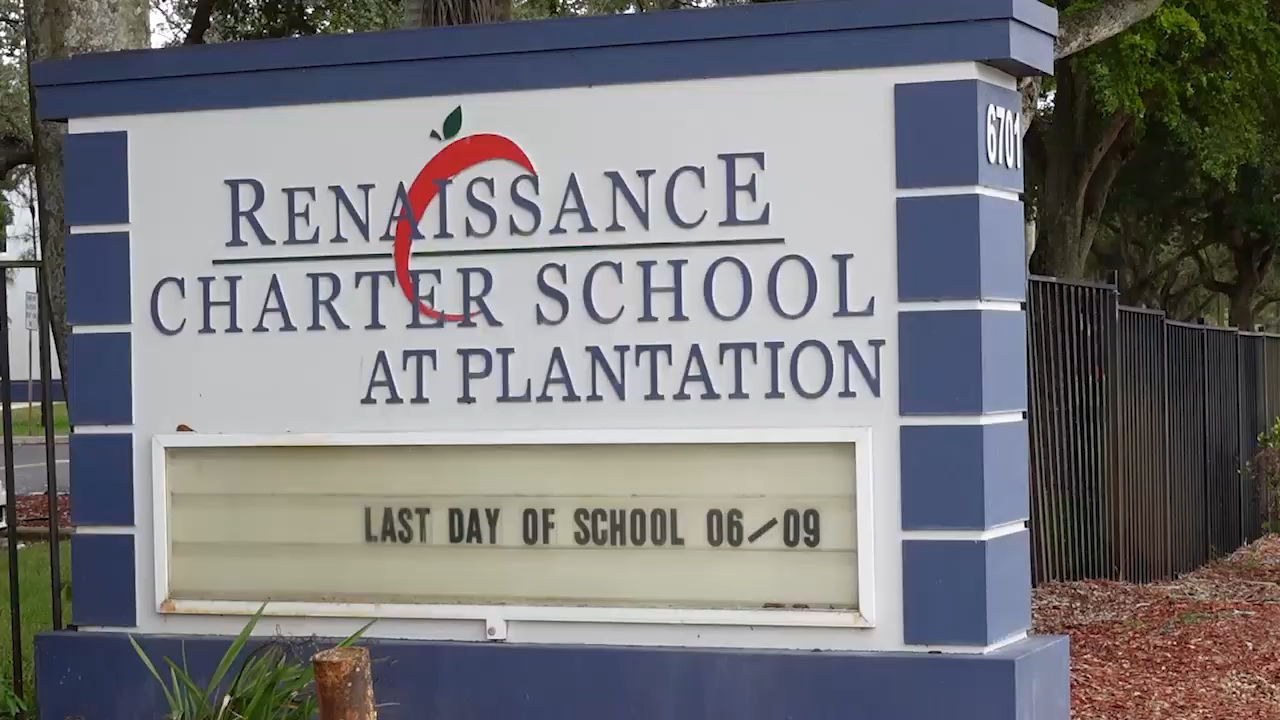 6701
RENAISSANCE
CHARTER SCHOOL
AT PLANTATION
LAST DAY OF SCHOOL 06/09